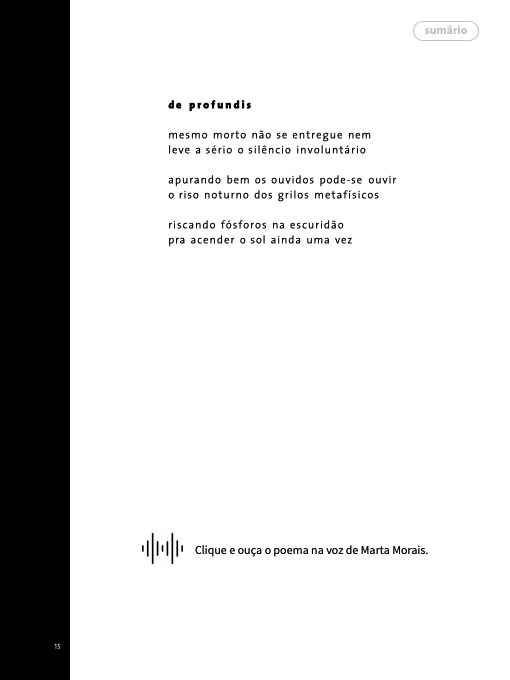 sumário
de profundis
mesmo morto não se entregue nem
leve a sério o silêncio involuntário
apurando bem os ouvidos pode-se ouvir
o riso noturno dos grilos metafísicos
riscando fósforos na escuridão
pra acender o sol ainda uma vez
Clique e ouça o poema na voz de Marta Morais.
15